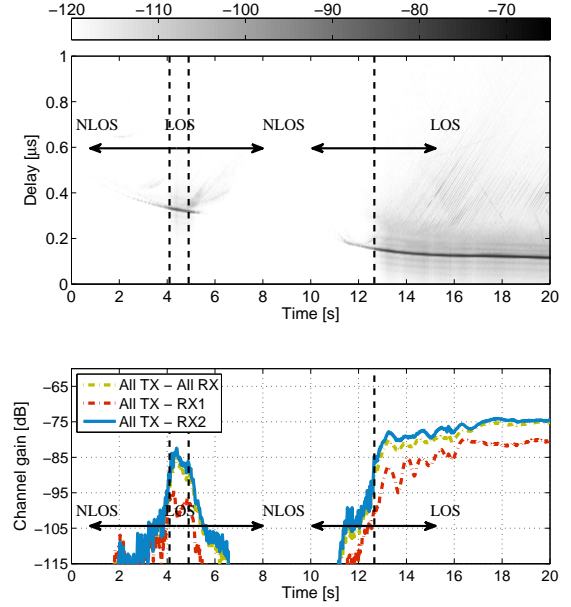 −120 −110 −100 −90 −80 −70
1
0.8
0.6
0.4
0.2
0
Delay [µs]
NLOS LOS NLOS LOS
0 2 4 6 8 10 12 14 16 18 20
Time [s]
−65
−75
−85
−95
−105
−115
Channel gain [dB]
All TX − All RX
All TX − RX1
All TX − RX2
NLOS LOS NLOS LOS
0 2 4 6 8 10 12 14 16 18 20
Time [s]